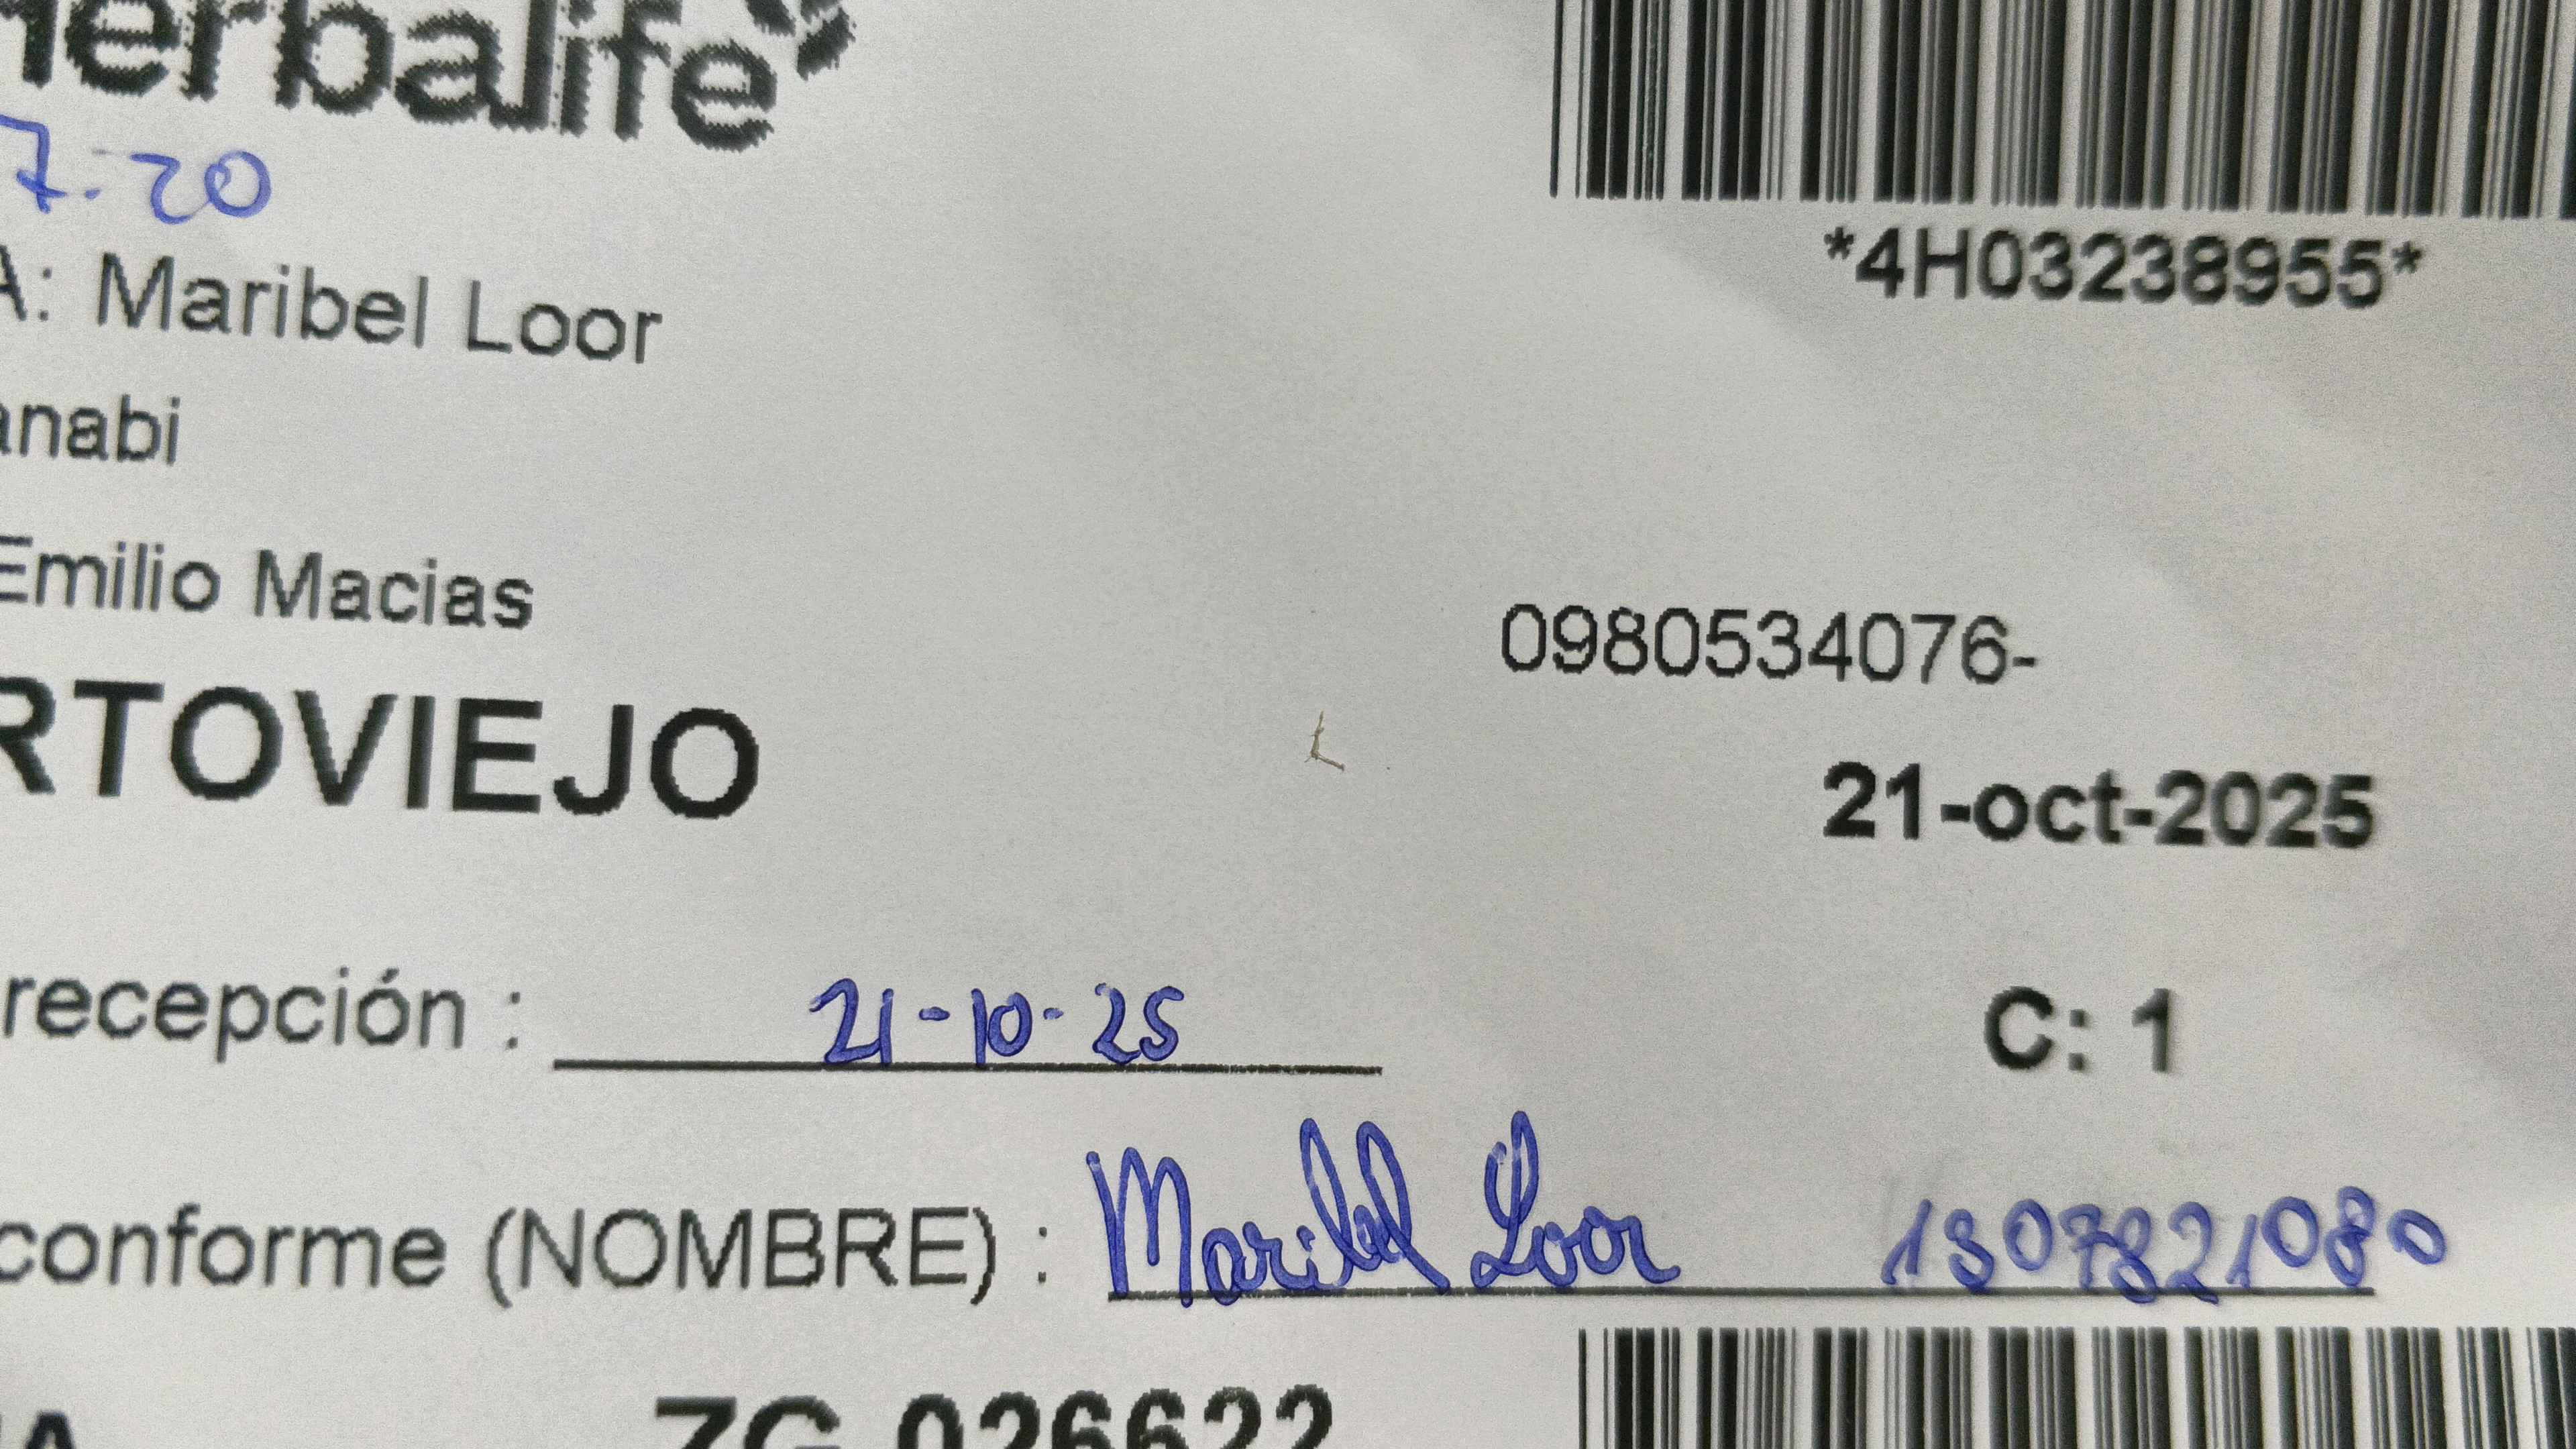 herbalife
*4H03238955*
7.20
A: Maribel Loor
anabi
Emilio Macias
0980534076-
RTOVIEJO
21-oct-2025
recepción : 21-10-25
C: 1
conforme (NOMBRE) : Maribel Loor 1307821080
ZG 026622